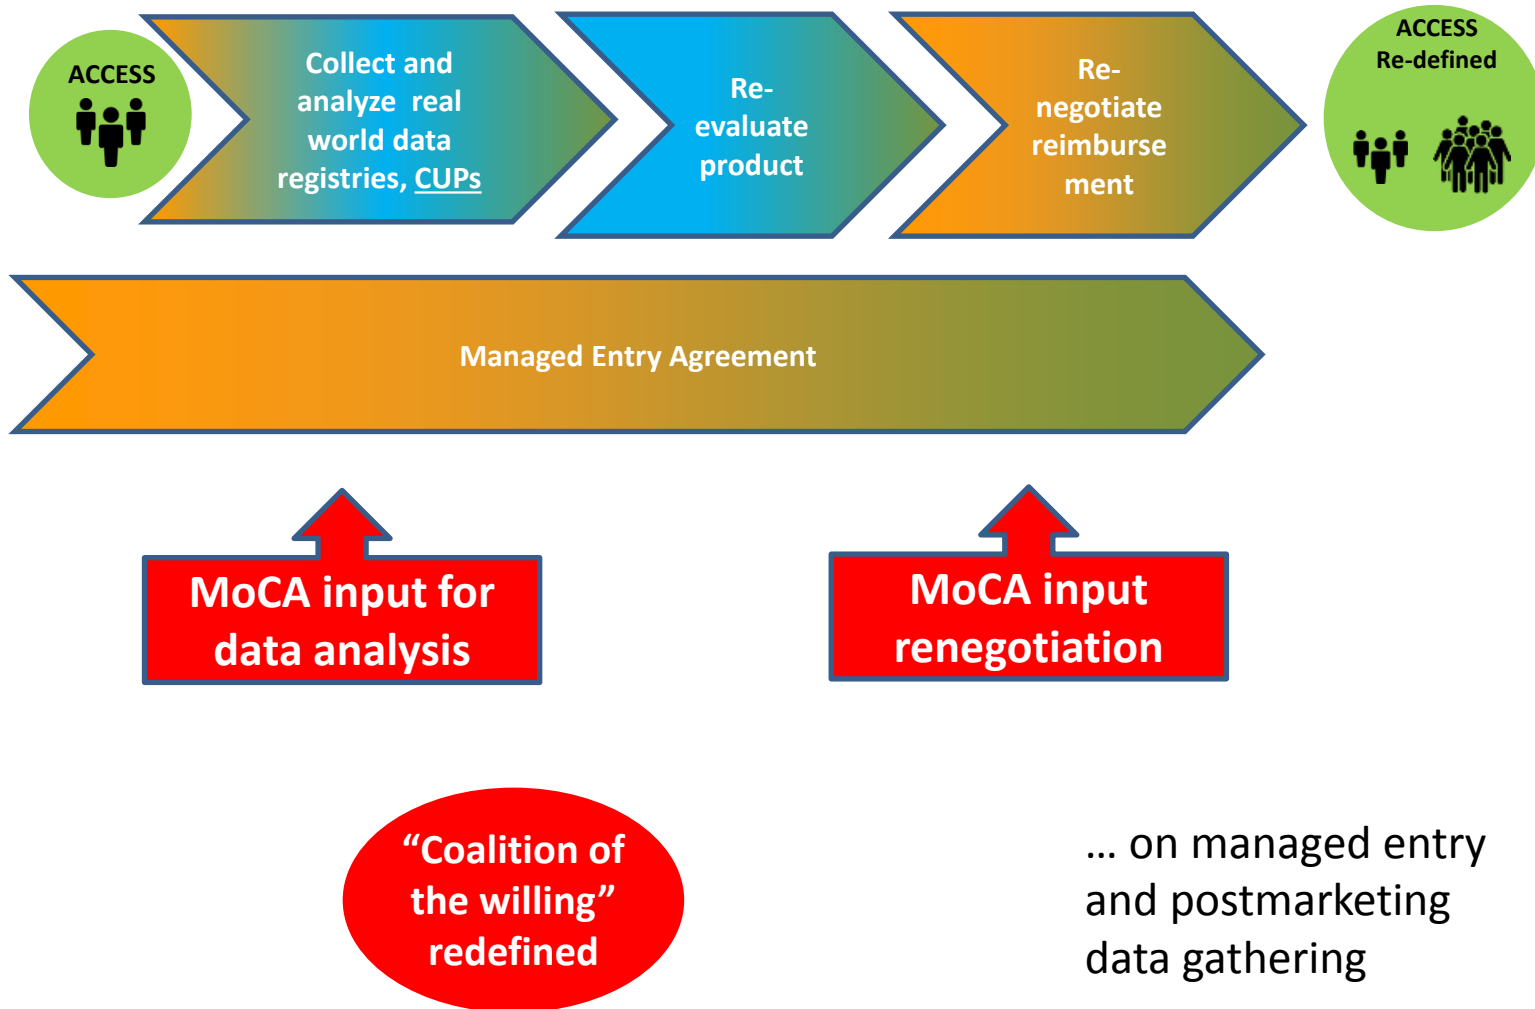 ACCESS
Collect and
analyze real
world data
registries, CUPs
Re-
evaluate
product
Re-
negotiate
reimburse
ment
ACCESS
Re-defined
Managed Entry Agreement
MoCA input for
data analysis
MoCA input
renegotiation
“Coalition of
the willing”
redefined
... on managed entry
and postmarketing
data gathering